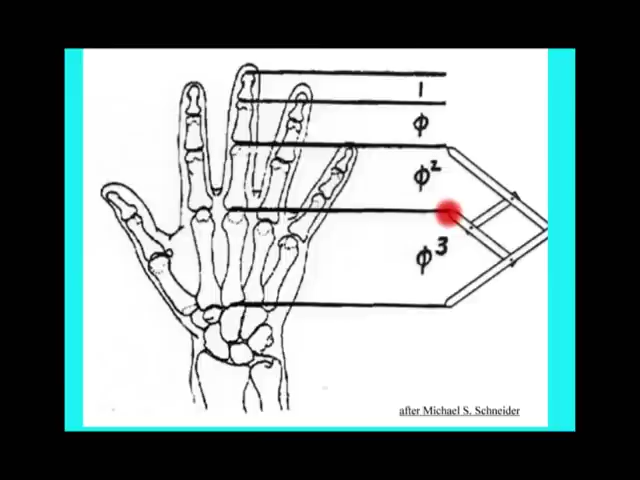 1
ϕ
ϕ²
ϕ³
after Michael S. Schneider